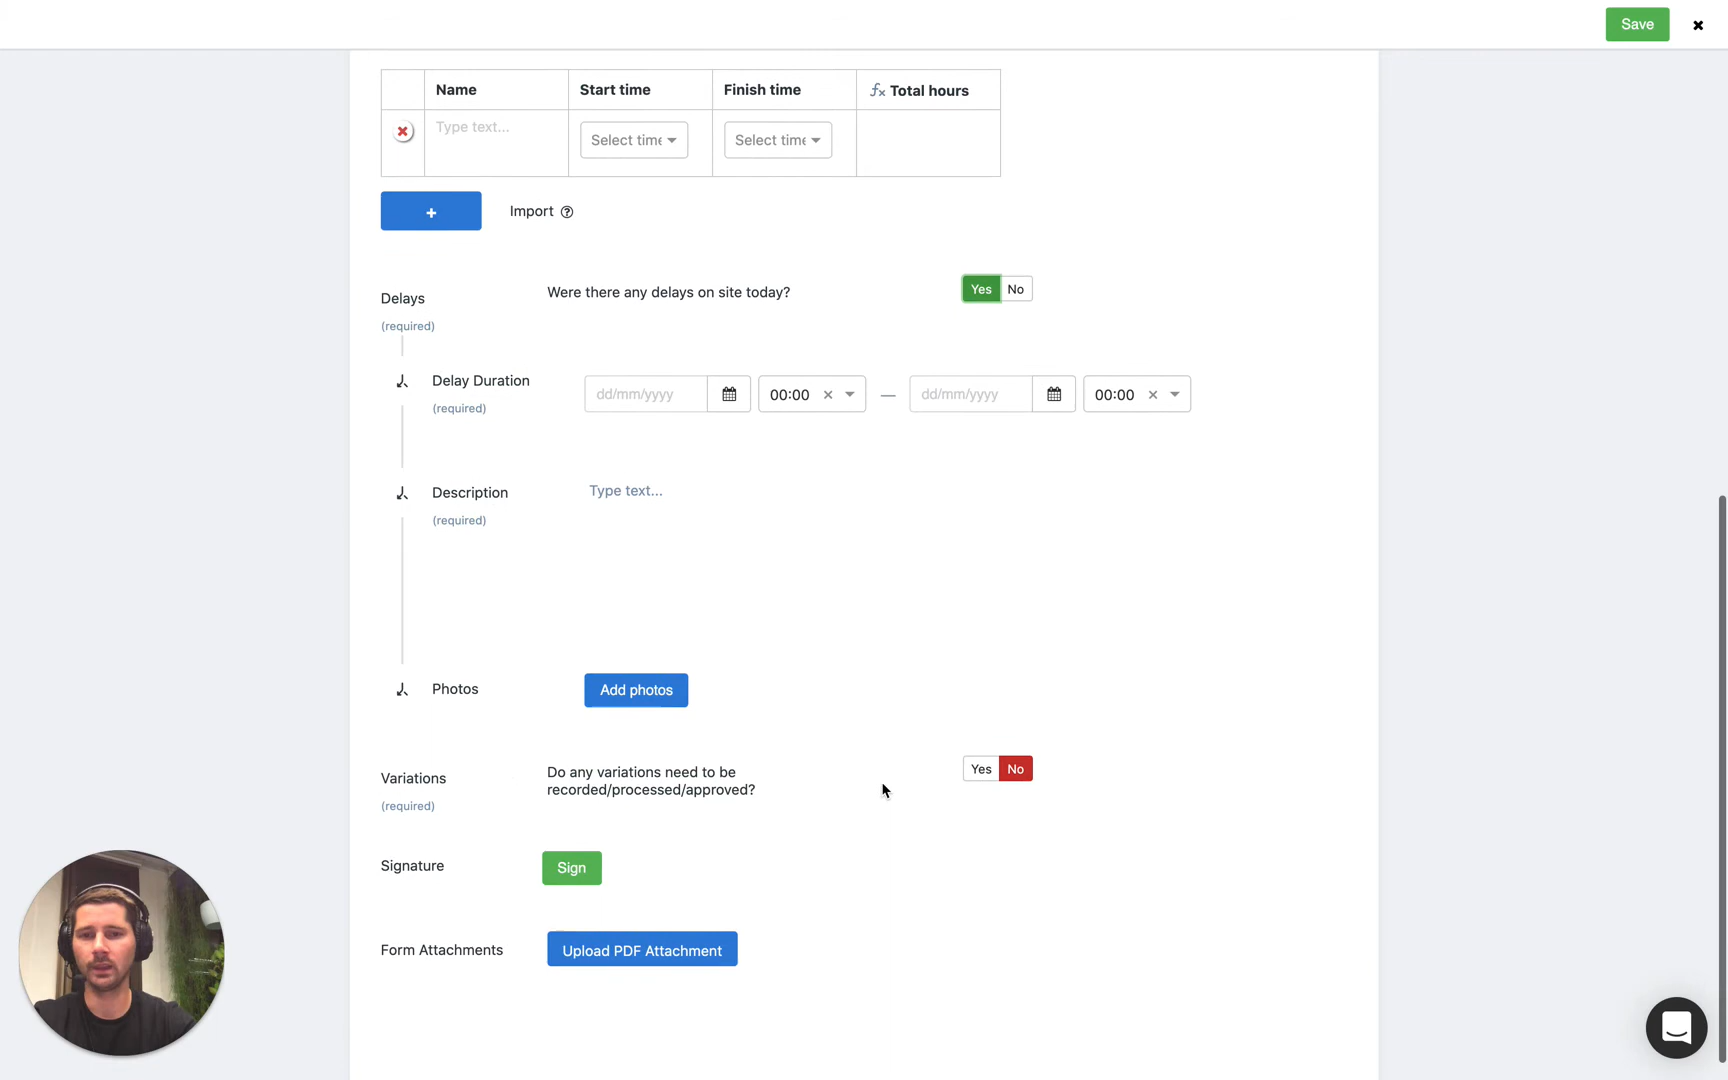 Save
Name Start time Finish time fx Total hours
Type text... Select time Select time
+ Import
Were there any delays on site today? Yes No
Delays
(required)
Delay Duration dd/mm/yyyy 00:00 × — dd/mm/yyyy 00:00 ×
(required)
Description Type text...
(required)
Photos Add photos
Do any variations need to be Yes No
Variations recorded/processed/approved?
(required)
Signature Sign
Form Attachments Upload PDF Attachment